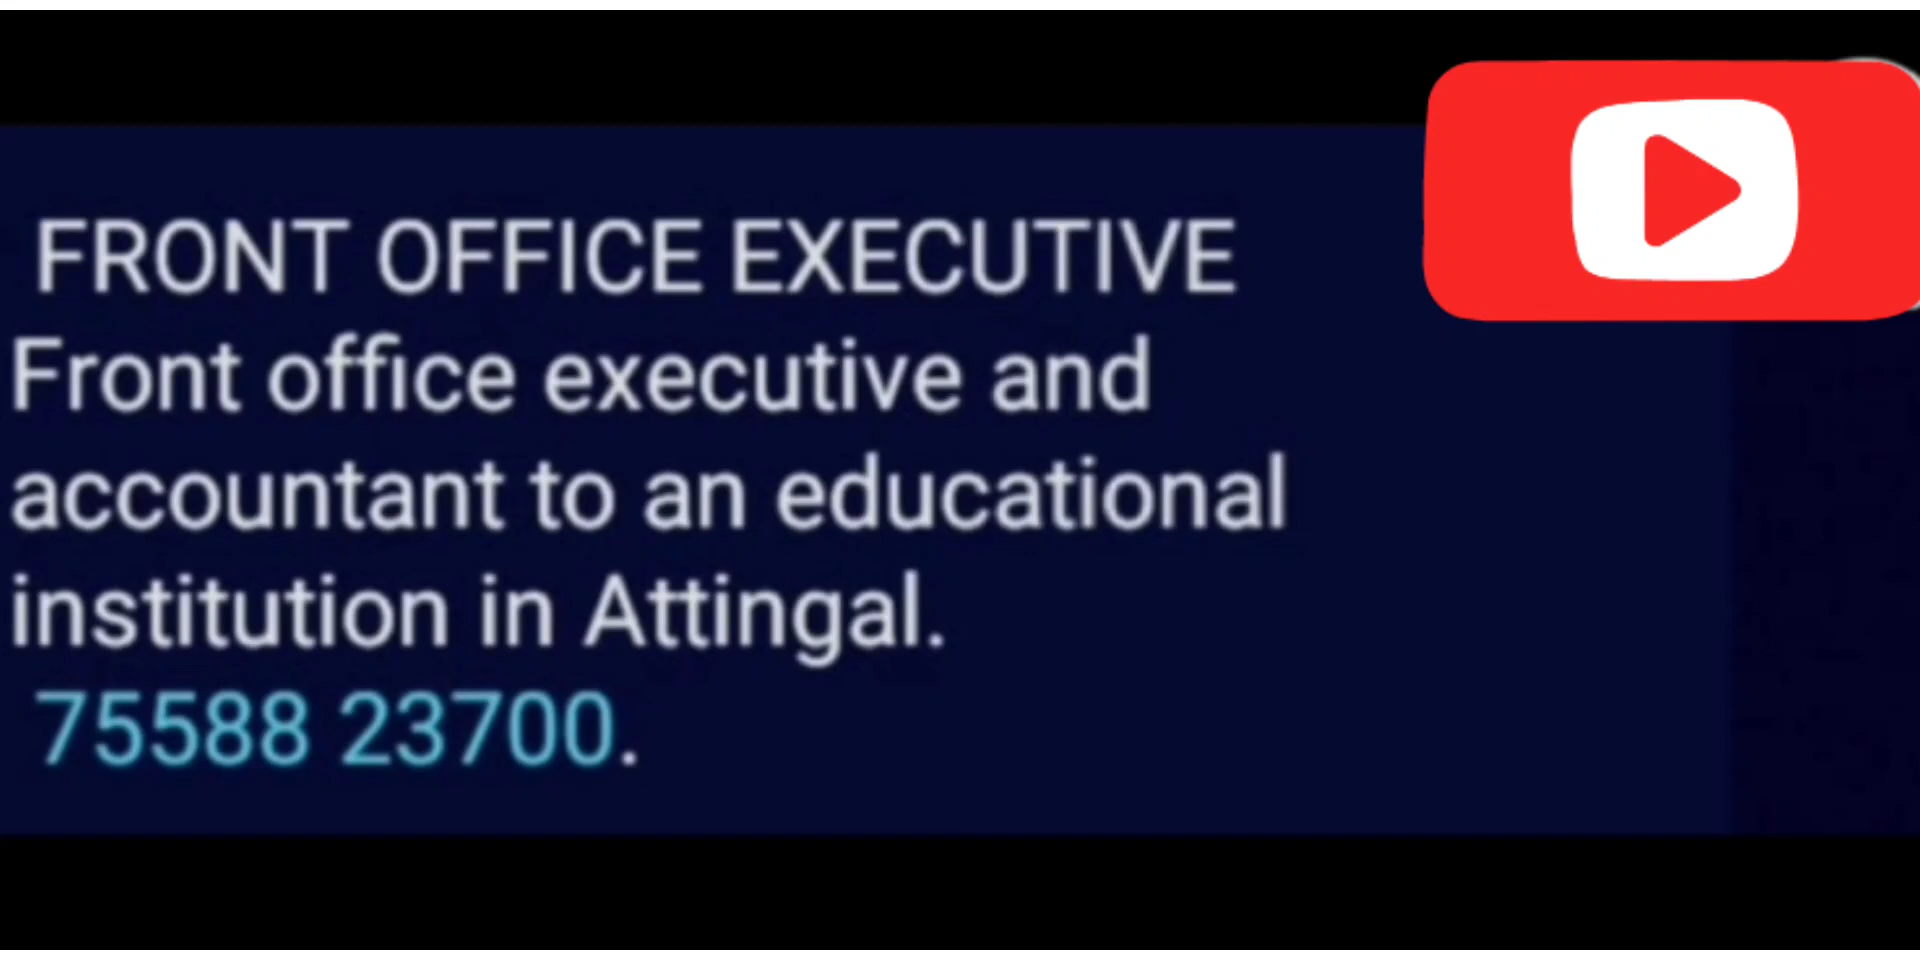 FRONT OFFICE EXECUTIVE
Front office executive and
accountant to an educational
institution in Attingal.
75588 23700.